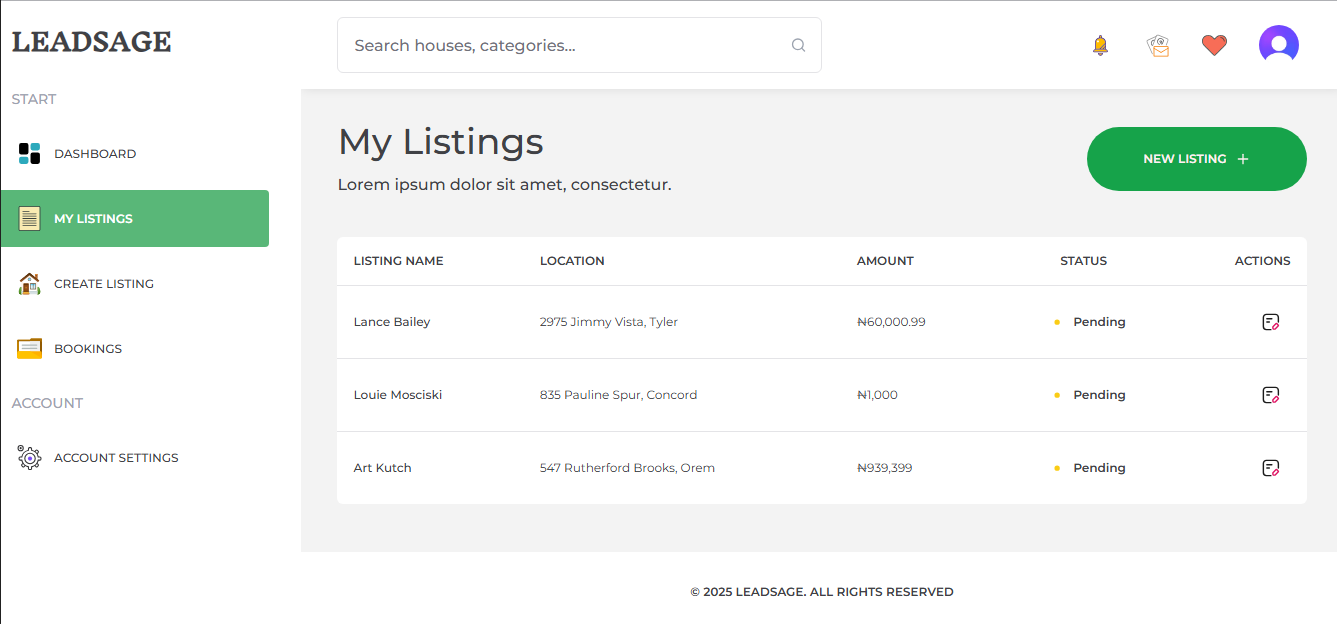 LEADSAGE
Search houses, categories...
START
DASHBOARD
MY LISTINGS
CREATE LISTING
BOOKINGS
ACCOUNT
ACCOUNT SETTINGS
My Listings
Lorem ipsum dolor sit amet, consectetur.
NEW LISTING +
LISTING NAME LOCATION AMOUNT STATUS ACTIONS
Lance Bailey 2975 Jimmy Vista, Tyler ₦60,000.99 Pending
Louie Mosciski 835 Pauline Spur, Concord ₦1,000 Pending
Art Kutch 547 Rutherford Brooks, Orem ₦939,399 Pending
© 2025 LEADSAGE. ALL RIGHTS RESERVED